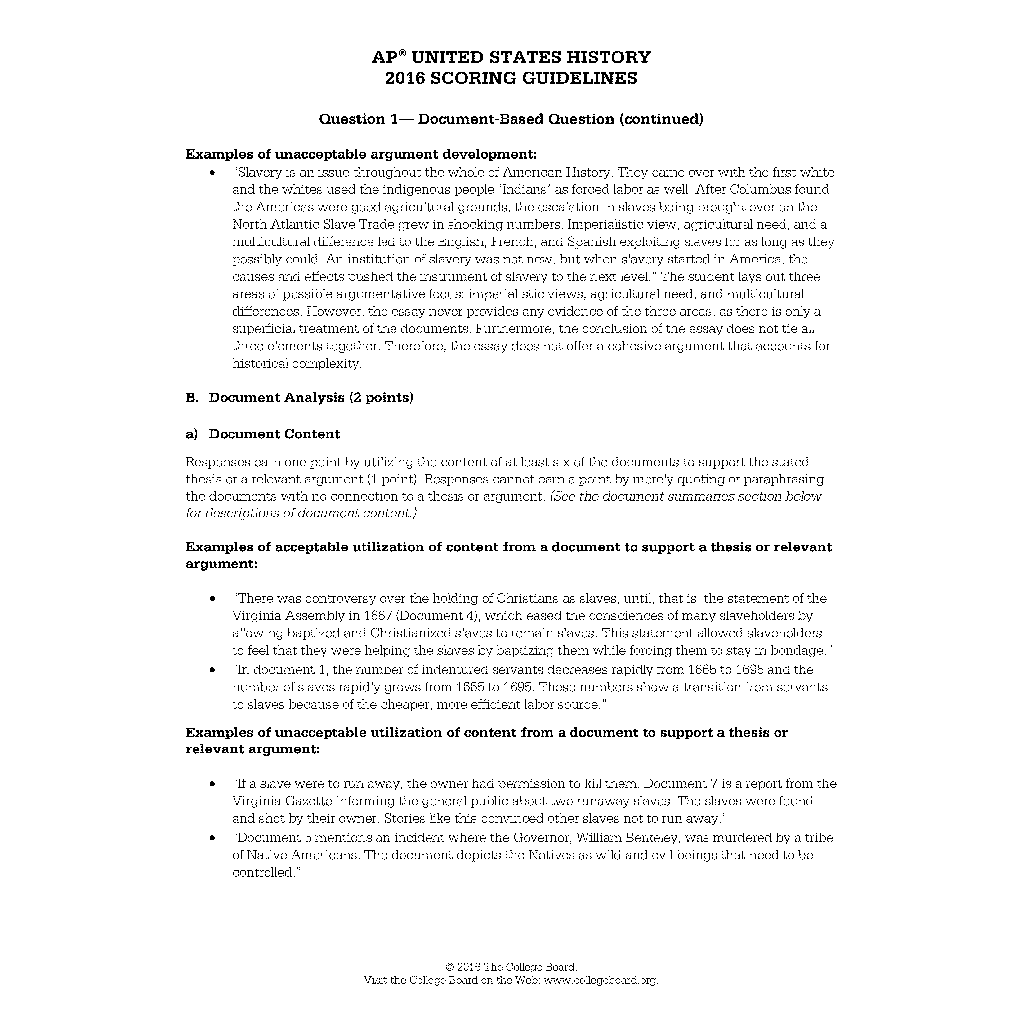 AP® UNITED STATES HISTORY
2016 SCORING GUIDELINES
Question 1— Document-Based Question (continued)
Examples of unacceptable argument development:
• "Slavery is an issue throughout the whole of American History. They came over with the first white
and the whites used the indigenous people 'Indians' as forced labor as well. After Columbus found
the Americas were good agricultural grounds, the escalation in slaves being brought over on the
North Atlantic Slave Trade grew in shocking numbers. Imperialistic view, agricultural need, and a
multicultural difference led to the English, French, and Spanish exploiting slaves for as long as they
possibly could. An institution of slavery was not new, but when slavery started in America, the
causes and effects pushed the instrument of slavery to the next level." The student lays out three
areas of possible argumentative focus: imperialistic views, agricultural need, and multicultural
differences. However, the essay never provides any evidence of the three areas, as there is only a
superficial treatment of the documents. Furthermore, the conclusion of the essay does not tie all
three elements together. Therefore, the essay does not offer a cohesive argument that accounts for
historical complexity.
B. Document Analysis (2 points)
a) Document Content
Responses earn one point by utilizing the content of at least six of the documents to support the stated
thesis or a relevant argument (1 point). Responses cannot earn a point by merely quoting or paraphrasing
the documents with no connection to a thesis or argument. (See the document summaries section below
for descriptions of document content.)
Examples of acceptable utilization of content from a document to support a thesis or relevant
argument:
• "There was controversy over the holding of Christians as slaves, until, that is, the statement of the
Virginia Assembly in 1667 (Document 4), which eased the consciences of many slaveholders by
allowing baptized and Christianized slaves to remain slaves. This statement allowed slaveholders
to feel that they were helping the slaves by baptizing them while forcing them to stay in bondage."
• "In document 1, the number of indentured servants decreases rapidly from 1665 to 1695 and the
number of slaves rapidly grows from 1665 to 1695. These numbers show a transition from servants
to slaves because of the cheaper, more efficient labor source."
Examples of unacceptable utilization of content from a document to support a thesis or
relevant argument:
• "If a slave were to run away, the owner had permission to kill them. Document 7 is a report from the
Virginia Gazette informing the general public about two runaway slaves. The slaves were found
and shot by their owner. Stories like this convinced other slaves not to run away."
• "Document 5 mentions an incident where the Governor, William Berkeley, was murdered by a tribe
of Native Americans. The document depicts the Natives as wild and evil beings that need to be
controlled."
© 2016 The College Board.
Visit the College Board on the Web: www.collegeboard.org.